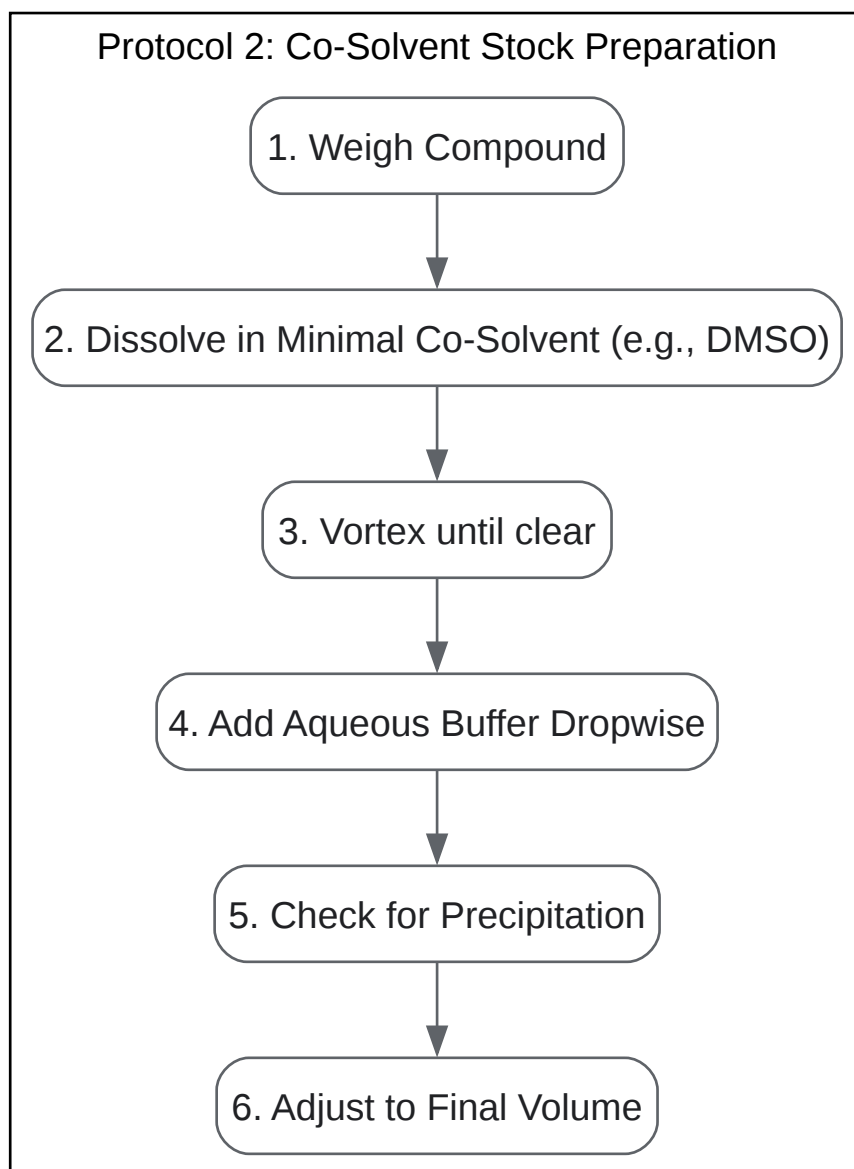 Protocol 2: Co-Solvent Stock Preparation
1. Weigh Compound
2. Dissolve in Minimal Co-Solvent (e.g., DMSO)
3. Vortex until clear
4. Add Aqueous Buffer Dropwise
5. Check for Precipitation
6. Adjust to Final Volume